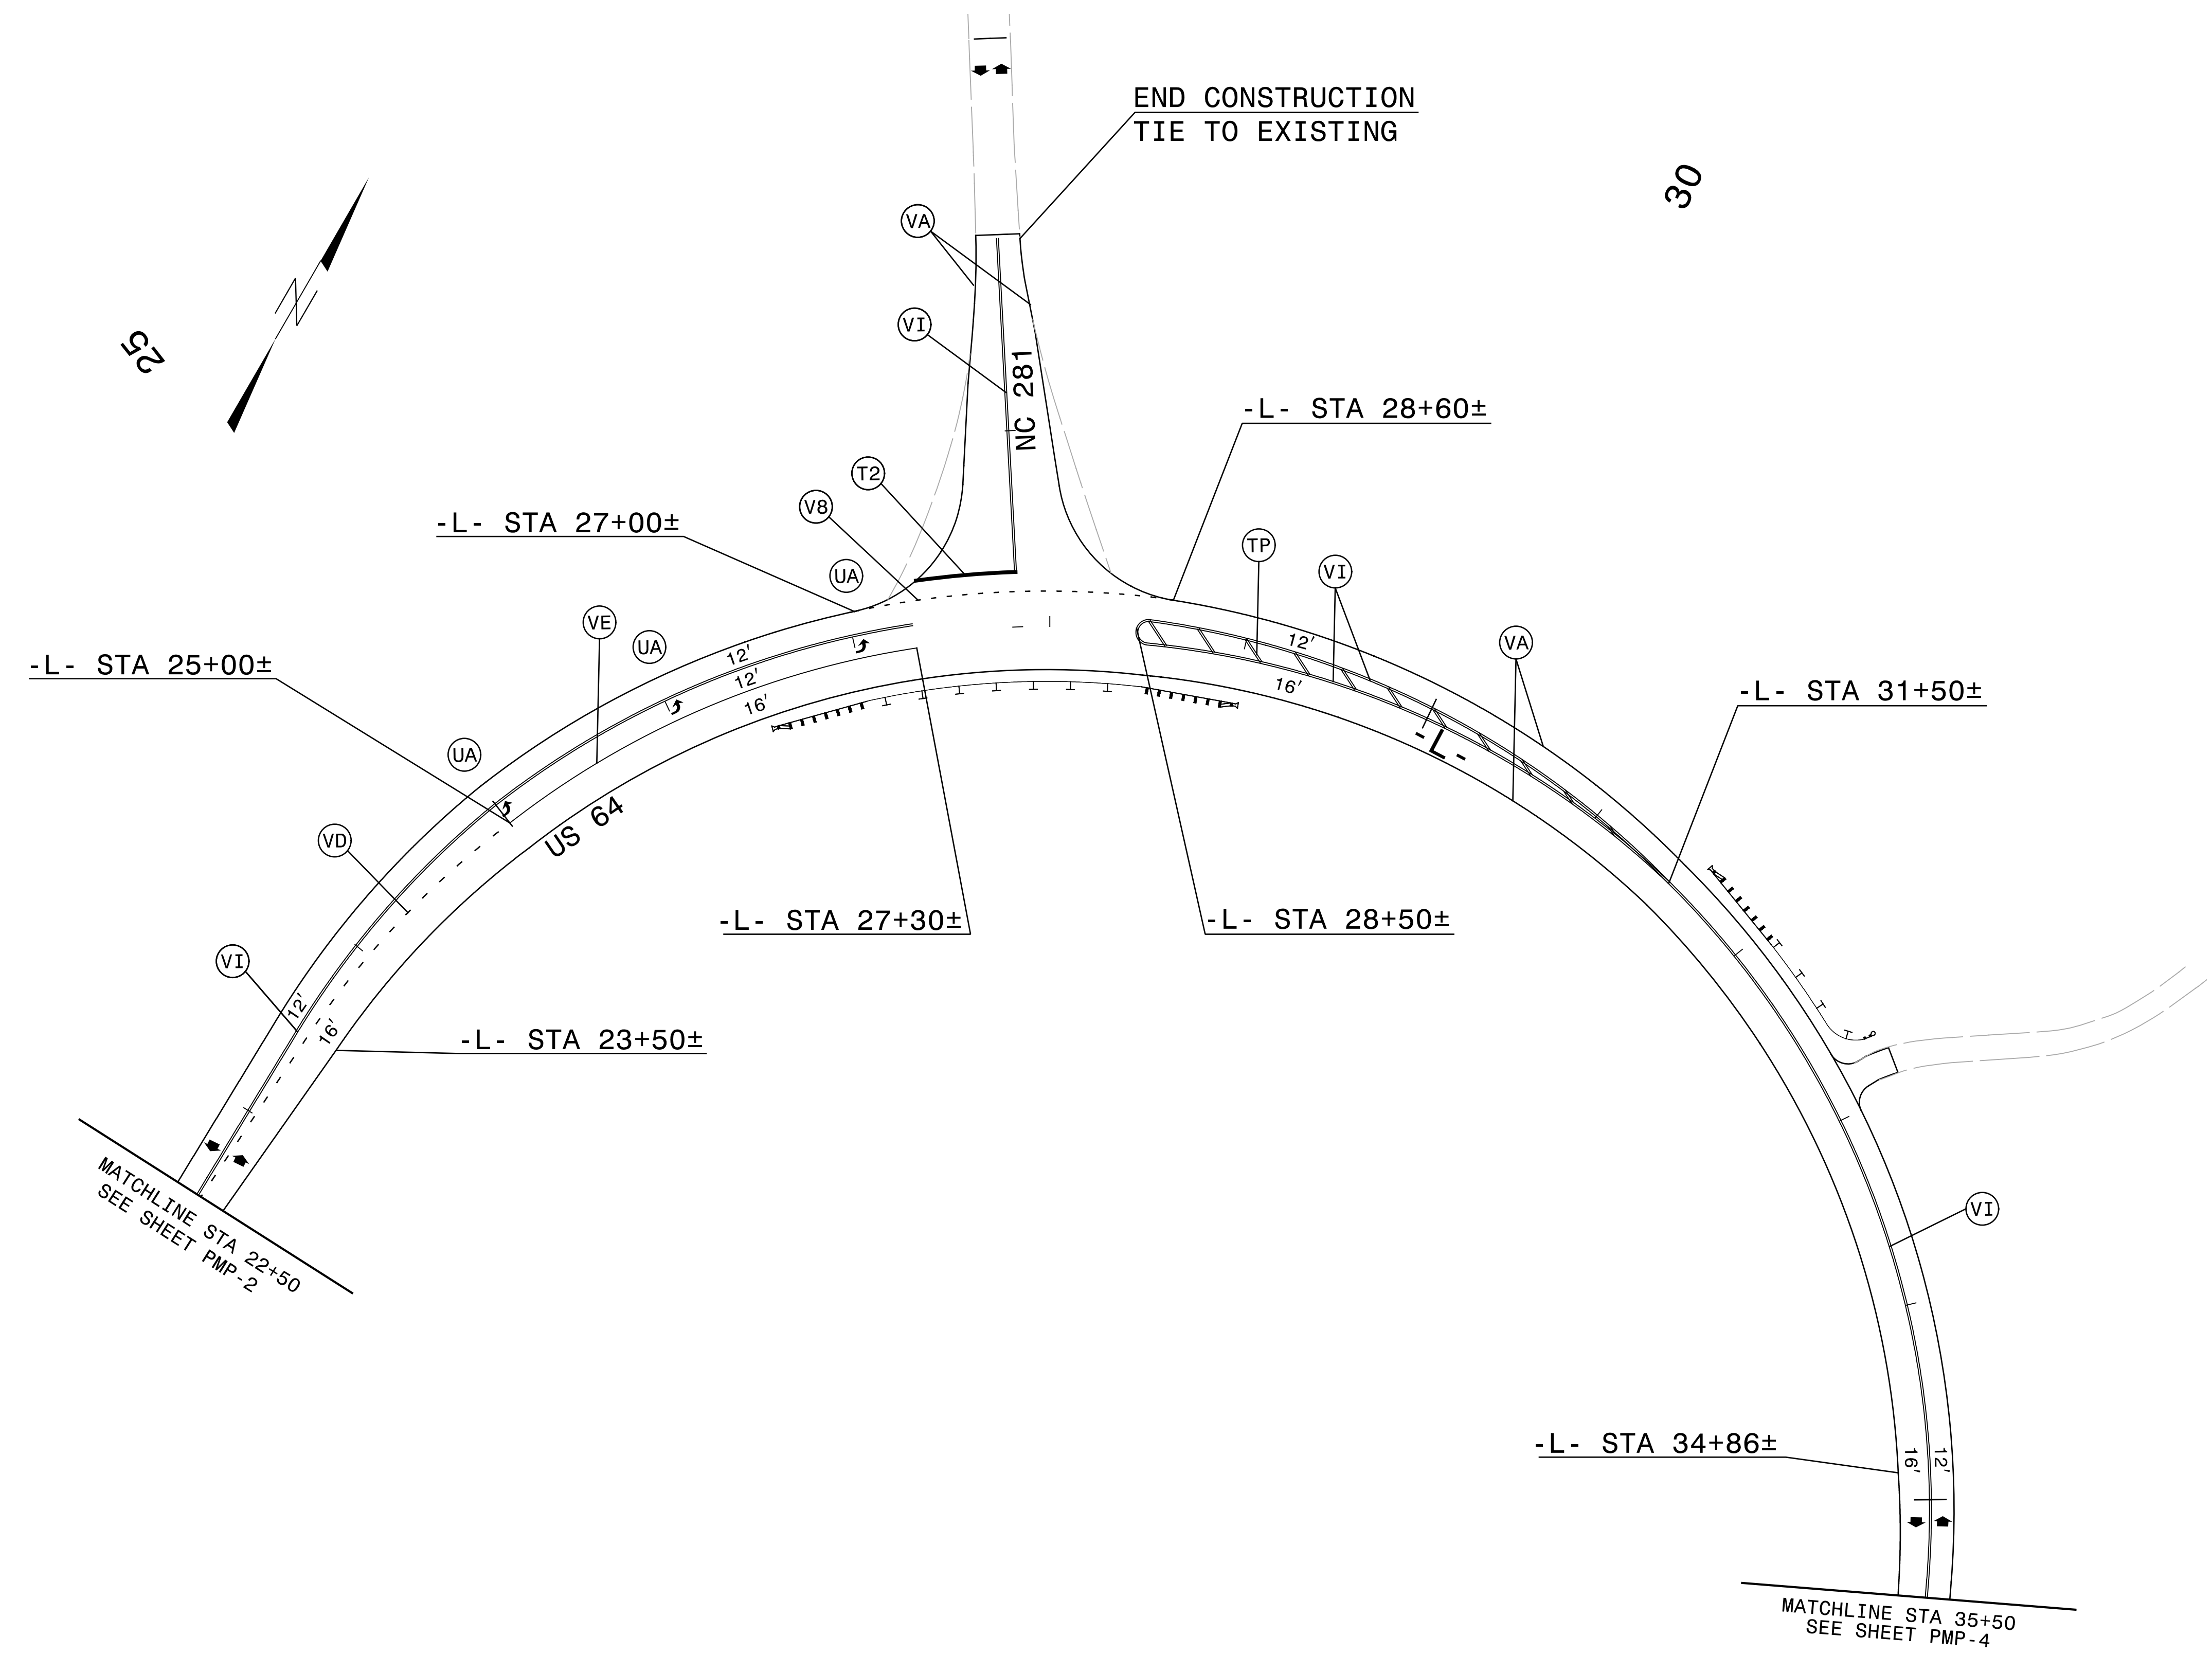 END CONSTRUCTION
TIE TO EXISTING
30
25
VA
VI
NC 281
-L- STA 28+60±
T2
V8
-L- STA 27+00±
TP
UA
VI
VE
UA
12'
VA
12'
-L- STA 25+00±
12'
16'
16'
-L- STA 31+50±
UA
-L-
US 64
VD
-L- STA 27+30±
-L- STA 28+50±
VI
12'
16'
-L- STA 23+50±
MATCHLINE STA 22+50
SEE SHEET PMP-2
VI
-L- STA 34+86±
16'
12'
MATCHLINE STA 35+50
SEE SHEET PMP-4